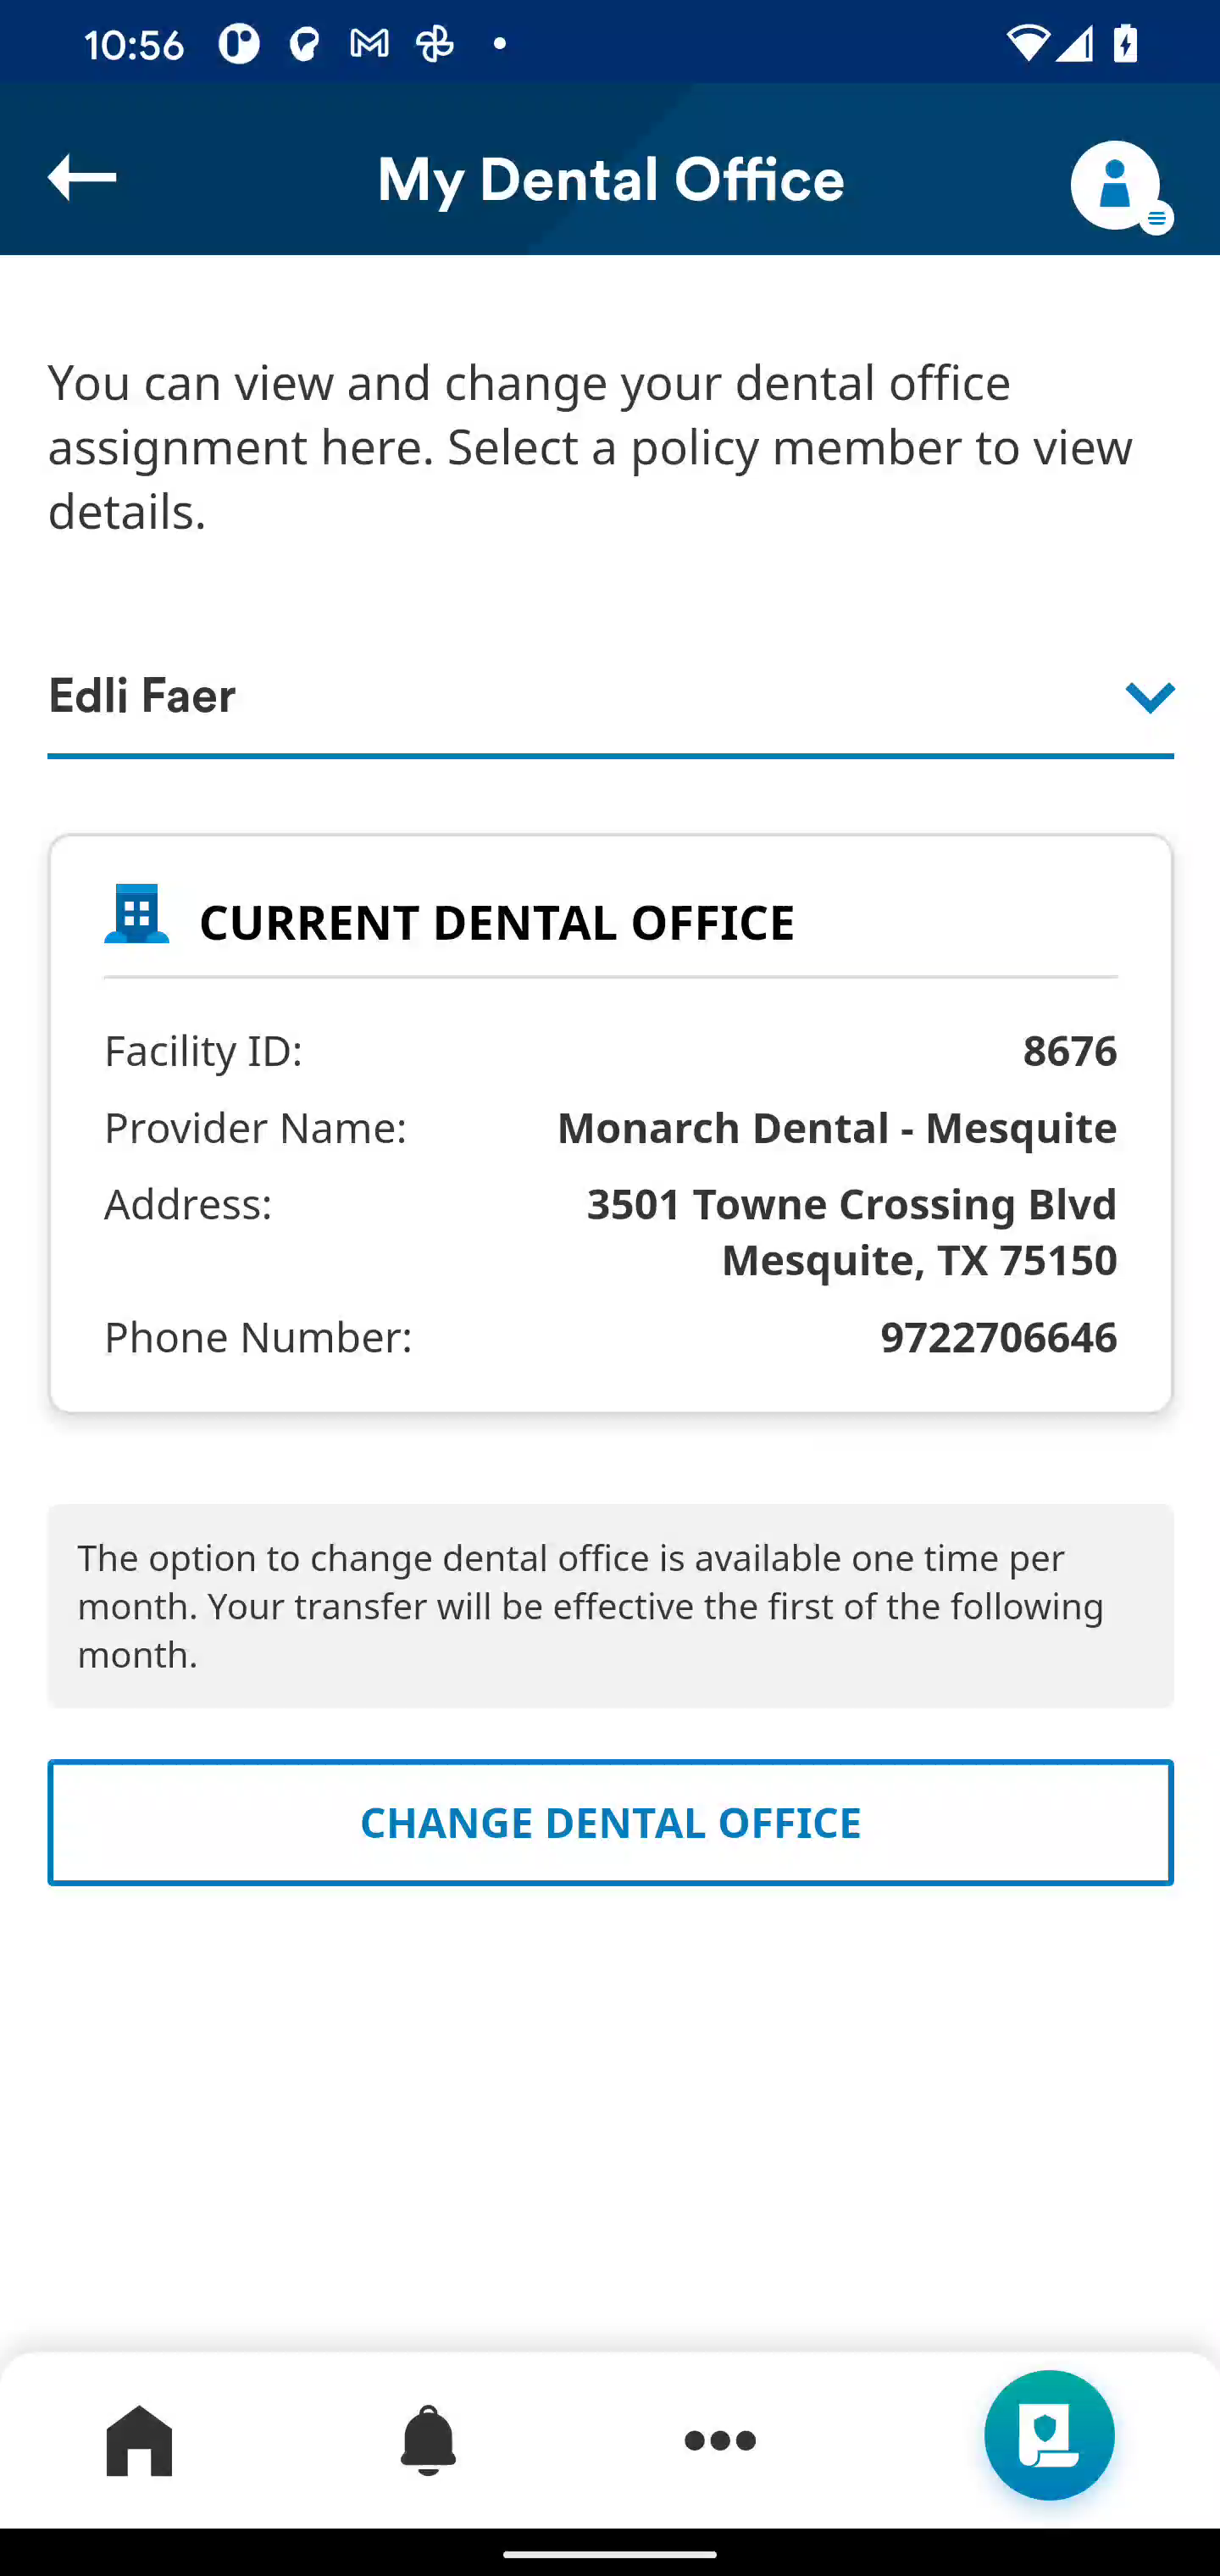 10:56
My Dental Office
You can view and change your dental office
assignment here. Select a policy member to view
details.
Edli Faer
CURRENT DENTAL OFFICE
Facility ID: 8676
Provider Name: Monarch Dental - Mesquite
Address: 3501 Towne Crossing Blvd
Mesquite, TX 75150
Phone Number: 9722706646
The option to change dental office is available one time per
month. Your transfer will be effective the first of the following
month.
CHANGE DENTAL OFFICE